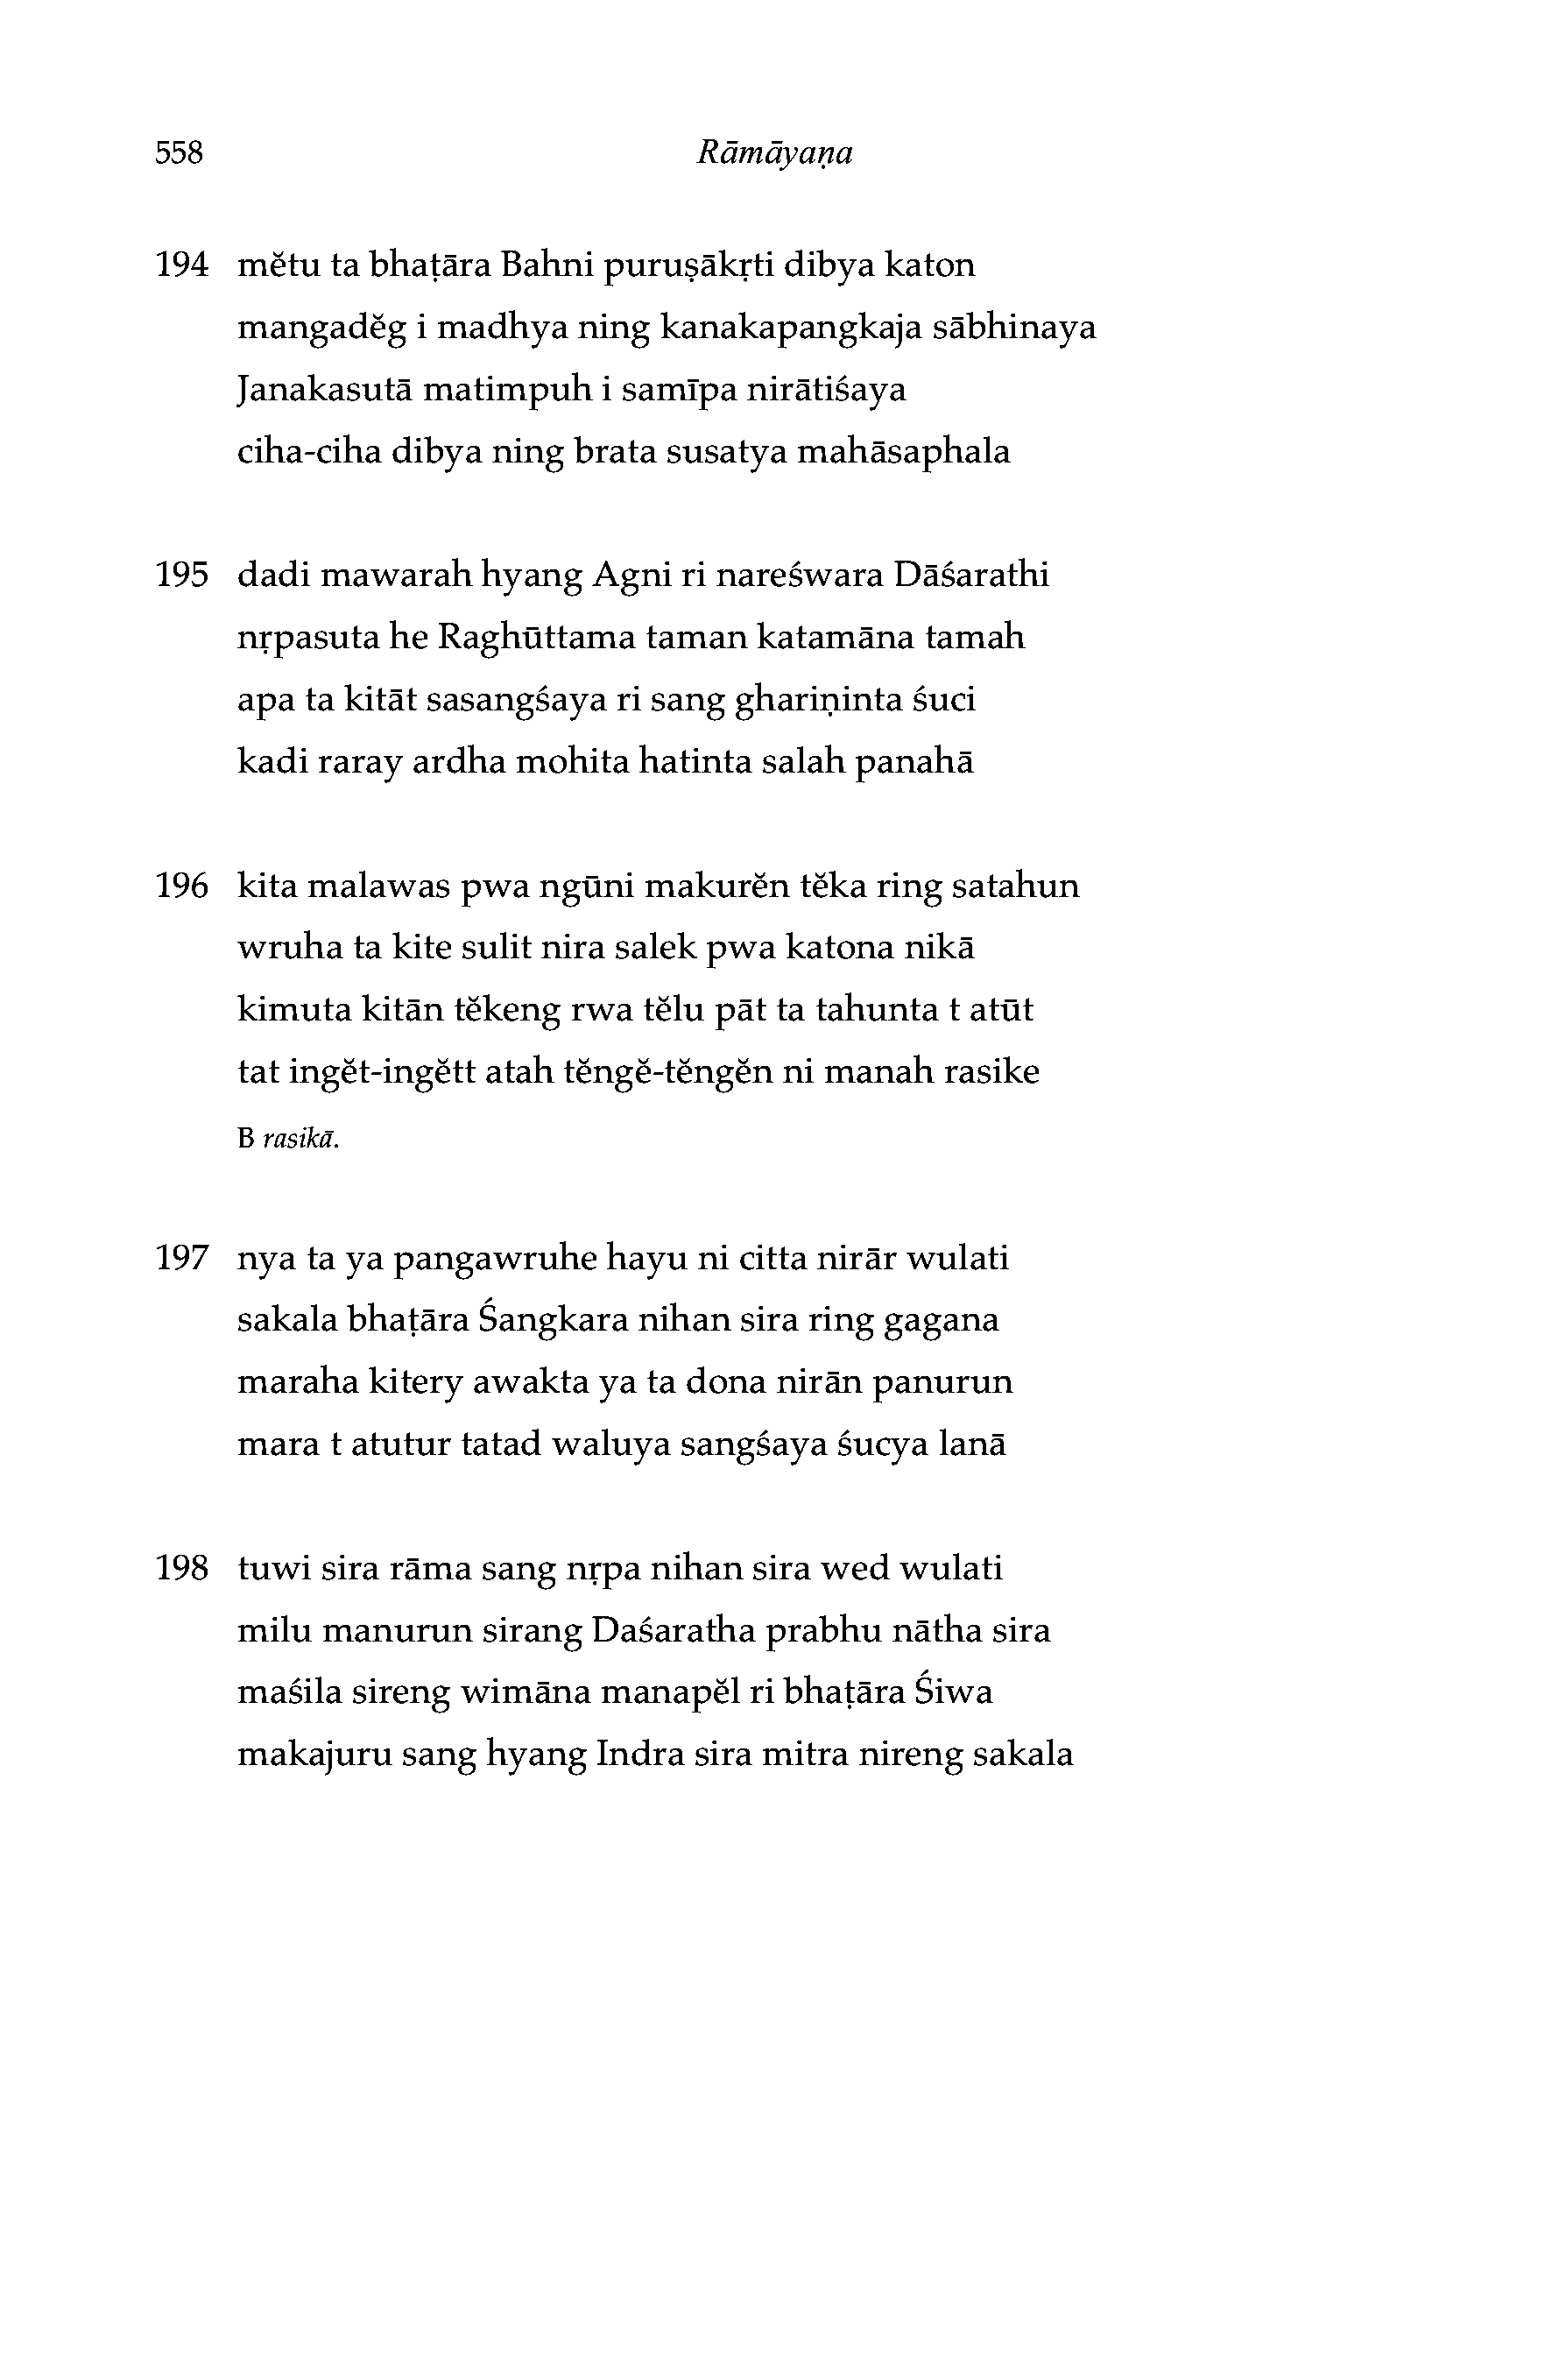 558 Rāmāyaṇa
194 mĕtu ta bhaṭāra Bahni puruṣākṛti dibya katon
mangadĕg i madhya ning kanakapangkaja sābhinaya
Janakasutā matimpuh i samīpa nirātiśaya
ciha-ciha dibya ning brata susatya mahāsaphala
195 dadi mawarah hyang Agni ri nareśwara Dāśarathi
nṛpasuta he Raghūttama taman katamāna tamah
apa ta kitāt sasangśaya ri sang ghariṇinta śuci
kadi raray ardha mohita hatinta salah panahā
196 kita malawas pwa ngūni makurĕn tĕka ring satahun
wruha ta kite sulit nira salek pwa katona nikā
kimuta kitān tĕkeng rwa tĕlu pāt ta tahunta t atūt
tat ingĕt-ingĕtt atah tĕngĕ-tĕngĕn ni manah rasike
B rasikā.
197 nya ta ya pangawruhe hayu ni citta nirār wulati
sakala bhaṭāra Śangkara nihan sira ring gagana
maraha kitery awakta ya ta dona nirān panurun
mara t atutur tatad waluya sangśaya śucya lanā
198 tuwi sira rāma sang nṛpa nihan sira wed wulati
milu manurun sirang Daśaratha prabhu nātha sira
maśila sireng wimāna manapĕl ri bhaṭāra Śiwa
makajuru sang hyang Indra sira mitra nireng sakala